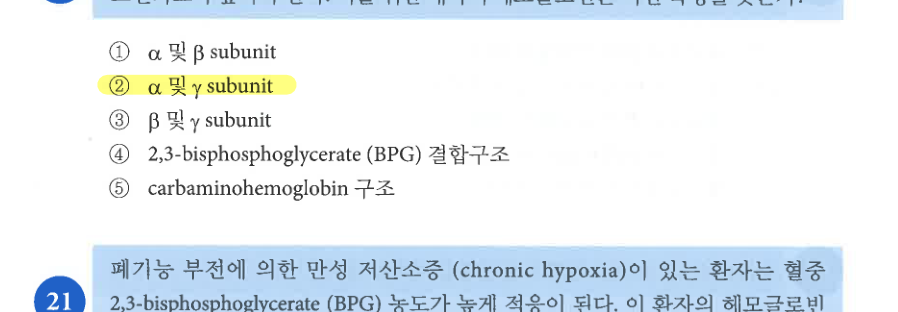 ① α 및 β subunit
② α 및 γ subunit
③ β 및 γ subunit
④ 2,3-bisphosphoglycerate (BPG) 결합구조
⑤ carbaminohemoglobin 구조
폐기능 부전에 의한 만성 저산소증 (chronic hypoxia)이 있는 환자는 혈중
21 2,3-bisphosphoglycerate (BPG) 농도가 높게 적응이 된다. 이 환자의 헤모글로빈